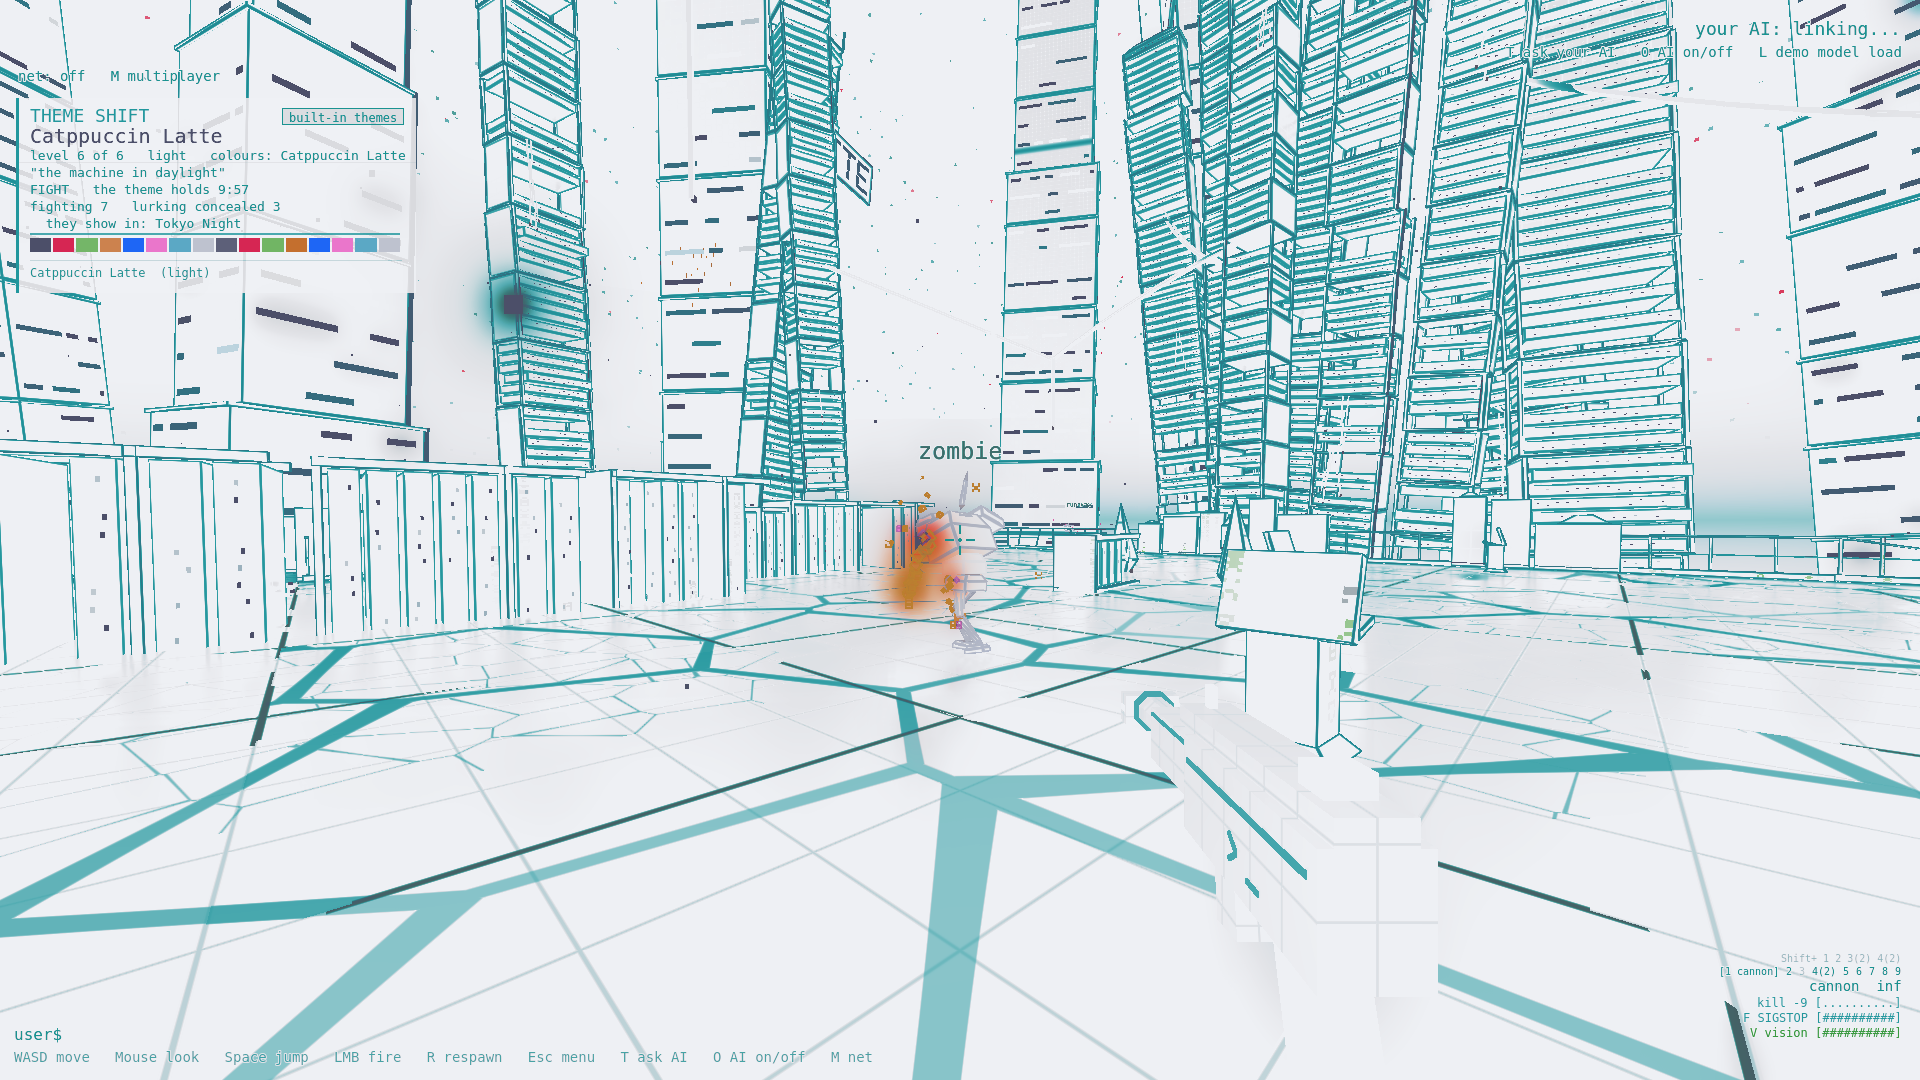 your AI: linking...
T ask your AI   O AI on/off   L demo model load
net: off   M multiplayer
THEME SHIFT   built-in themes
Catppuccin Latte
level 6 of 6   light   colours: Catppuccin Latte
"the machine in daylight"
FIGHT   the theme holds 9:57
fighting 7   lurking concealed 3
they show in: Tokyo Night
Catppuccin Latte  (light)
TE
zombie
Shift+ 1 2 3(2) 4(2)
[1 cannon] 2 3 4(2) 5 6 7 8 9
cannon  inf
kill -9 [..........]
F SIGSTOP [##########]
V vision [##########]
user$
WASD move   Mouse look   Space jump   LMB fire   R respawn   Esc menu   T ask AI   O AI on/off   M net